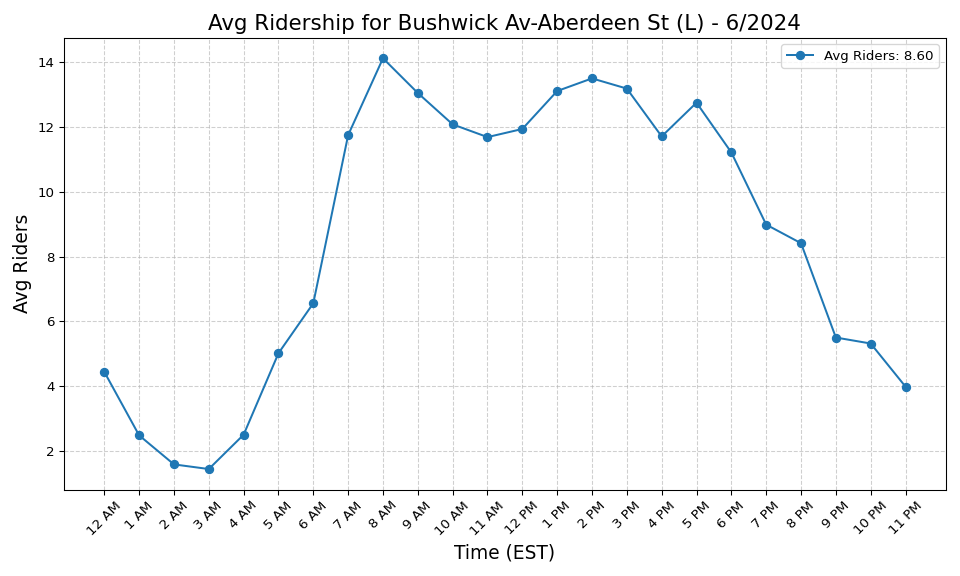 Avg Ridership for Bushwick Av-Aberdeen St (L) - 6/2024
Avg Riders: 8.60
Avg Riders
14
12
10
8
6
4
2
12 AM
1 AM
2 AM
3 AM
4 AM
5 AM
6 AM
7 AM
8 AM
9 AM
10 AM
11 AM
12 PM
1 PM
2 PM
3 PM
4 PM
5 PM
6 PM
7 PM
8 PM
9 PM
10 PM
11 PM
Time (EST)